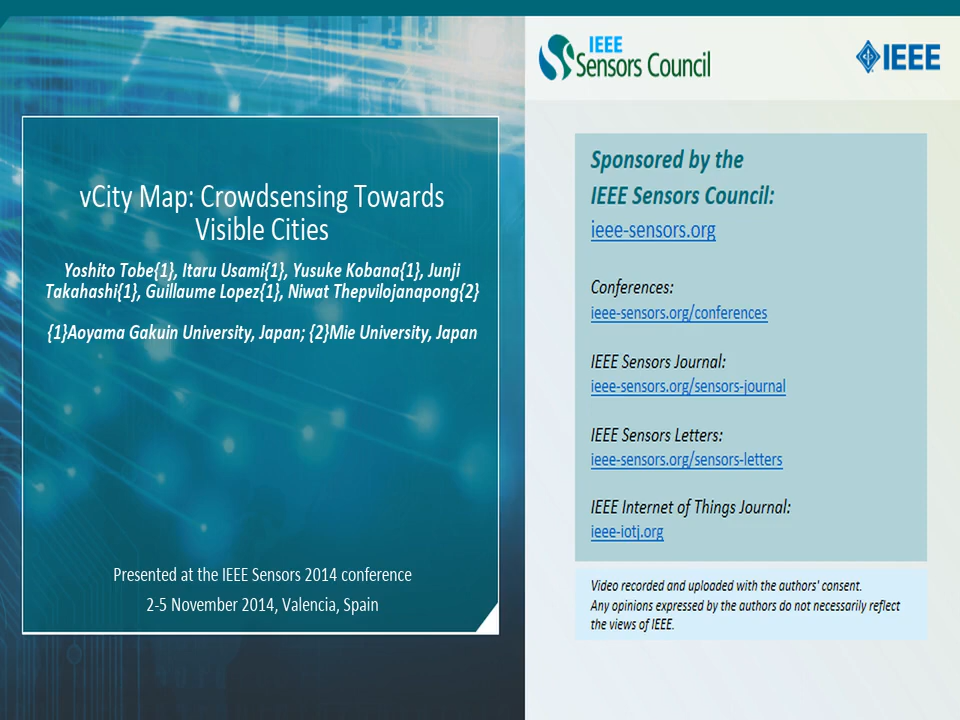 vCity Map: Crowdsensing Towards
Visible Cities
Yoshito Tobe{1}, Itaru Usami{1}, Yusuke Kobana{1}, Junji
Takahashi{1}, Guillaume Lopez{1}, Niwat Thepvilojanapong{2}
{1}Aoyama Gakuin University, Japan; {2}Mie University, Japan
Presented at the IEEE Sensors 2014 conference
2-5 November 2014, Valencia, Spain
IEEE
Sensors Council
IEEE
Sponsored by the
IEEE Sensors Council:
ieee-sensors.org
Conferences:
ieee-sensors.org/conferences
IEEE Sensors Journal:
ieee-sensors.org/sensors-journal
IEEE Sensors Letters:
ieee-sensors.org/sensors-letters
IEEE Internet of Things Journal:
ieee-iotj.org
Video recorded and uploaded with the authors' consent.
Any opinions expressed by the authors do not necessarily reflect
the views of IEEE.